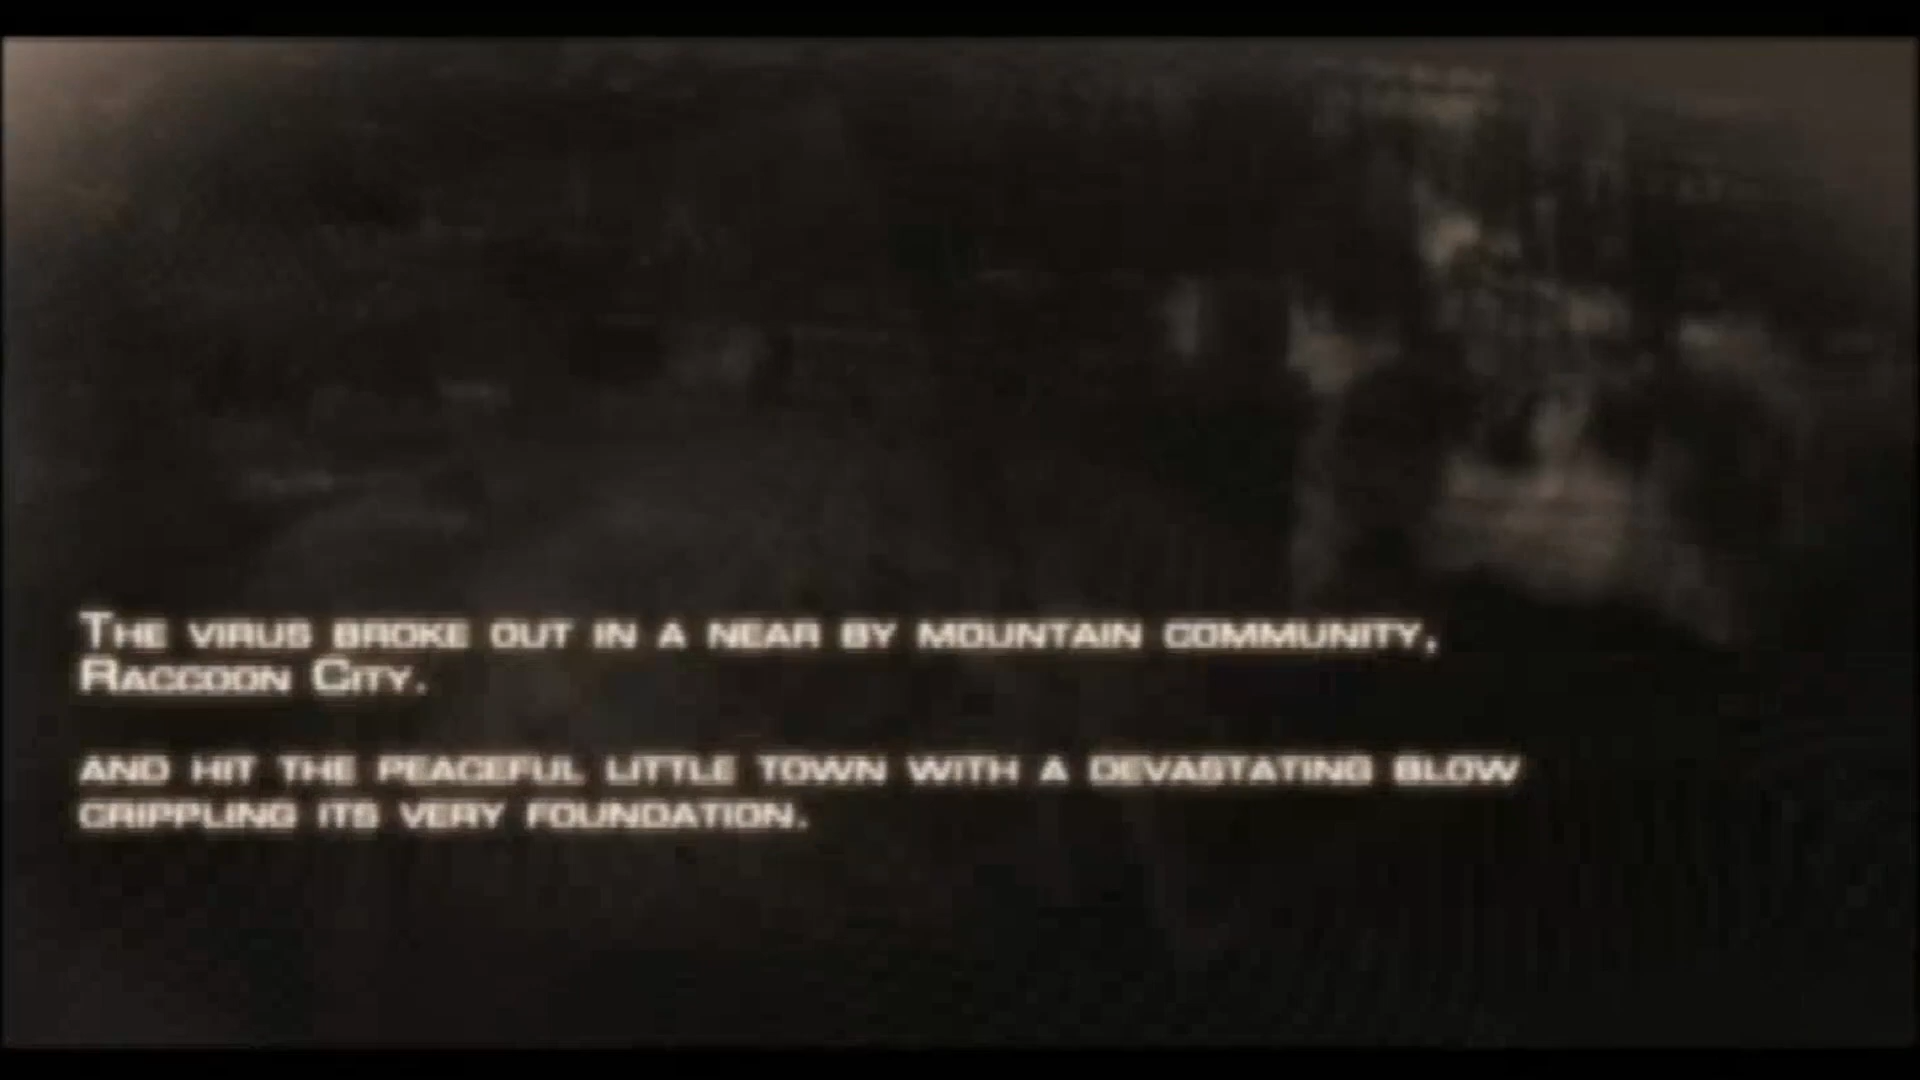 The virus broke out in a near by mountain community,
Raccoon City.
and hit the peaceful little town with a devastating blow
crippling its very foundation.